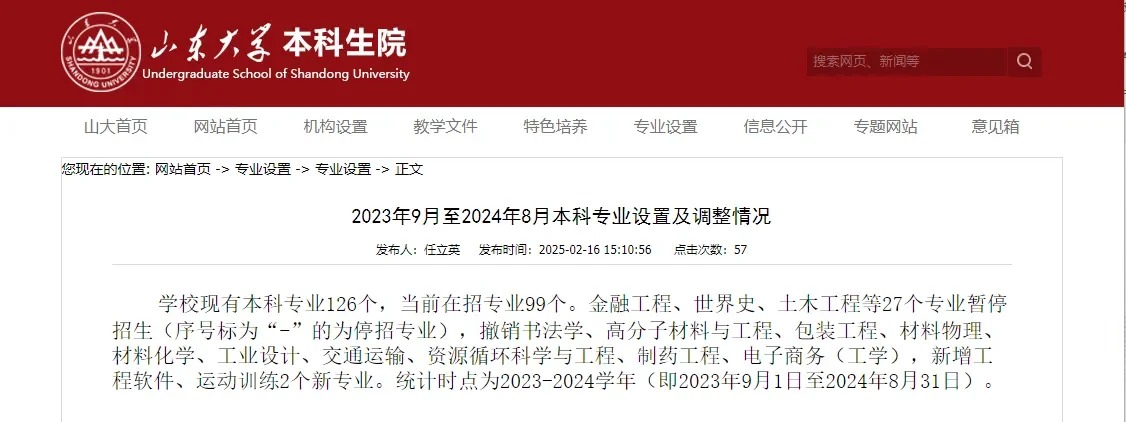 山东大学 本科生院
Undergraduate School of Shandong University
1901
SHANDONG UNIVERSITY
搜索网页、新闻等
山大首页 网站首页 机构设置 教学文件 特色培养 专业设置 信息公开 专题网站 意见箱
您现在的位置: 网站首页 -> 专业设置 -> 专业设置 -> 正文
2023年9月至2024年8月本科专业设置及调整情况
发布人：任立英 发布时间：2025-02-16 15:10:56 点击次数：57
学校现有本科专业126个，当前在招专业99个。金融工程、世界史、土木工程等27个专业暂停
招生（序号标为“-”的为停招专业），撤销书法学、高分子材料与工程、包装工程、材料物理、
材料化学、工业设计、交通运输、资源循环科学与工程、制药工程、电子商务（工学），新增工
程软件、运动训练2个新专业。统计时点为2023-2024学年（即2023年9月1日至2024年8月31日）。